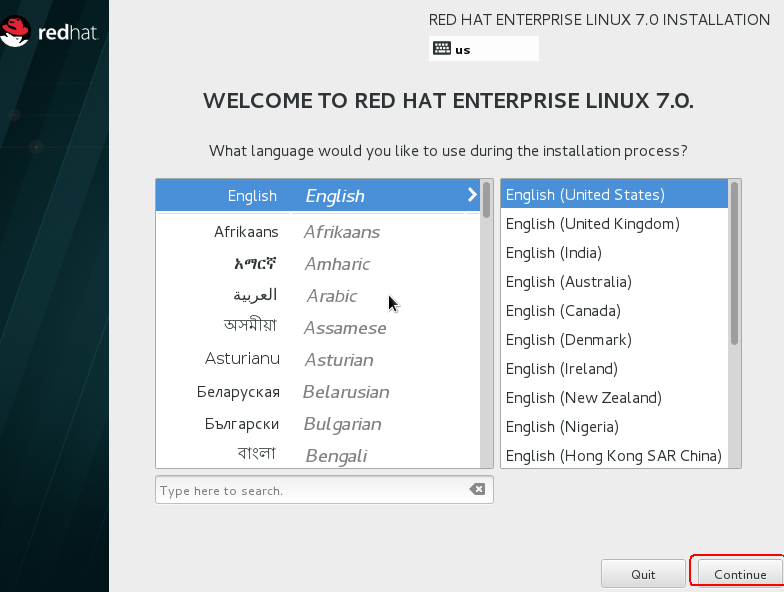 redhat.
RED HAT ENTERPRISE LINUX 7.0 INSTALLATION
us
WELCOME TO RED HAT ENTERPRISE LINUX 7.0.
What language would you like to use during the installation process?
English English
Afrikaans Afrikaans
አማርኛ Amharic
العربية Arabic
অসমীয়া Assamese
Asturianu Asturian
Беларуская Belarusian
Български Bulgarian
বাংলা Bengali
Type here to search.
English (United States)
English (United Kingdom)
English (India)
English (Australia)
English (Canada)
English (Denmark)
English (Ireland)
English (New Zealand)
English (Nigeria)
English (Hong Kong SAR China)
Quit
Continue